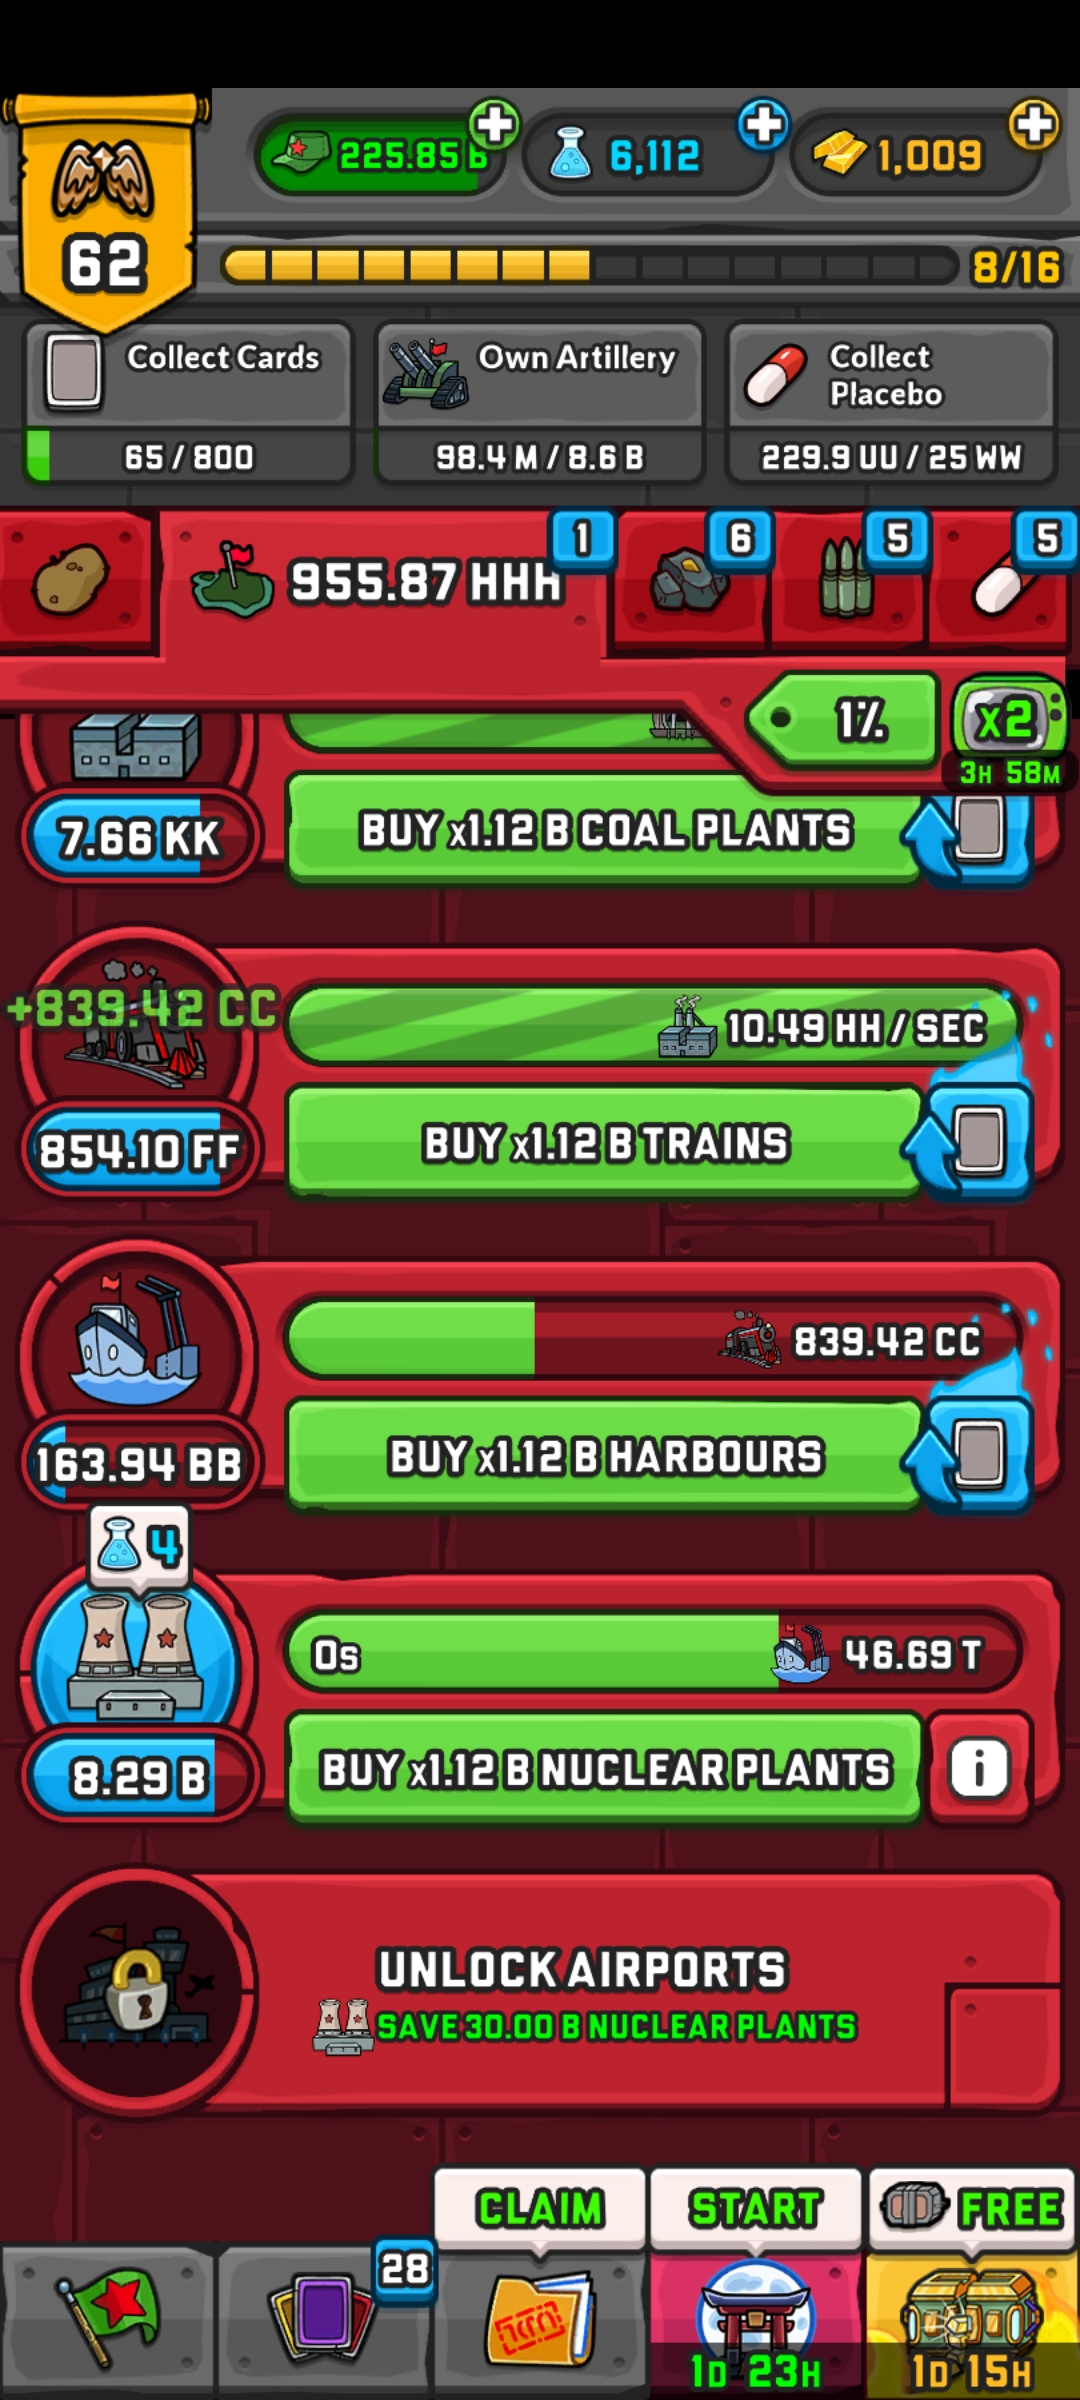 225.85 B
6,112
1,009
62
8/16
Collect Cards
65 / 800
Own Artillery
98.4 M / 8.6 B
Collect
Placebo
229.9 UU / 25 WW
955.87 HHH
1
6
5
5
1%
x2
3H 58M
7.66 KK
BUY x1.12 B COAL PLANTS
+839.42 CC
10.49 HH / SEC
854.10 FF
BUY x1.12 B TRAINS
839.42 CC
163.94 BB
BUY x1.12 B HARBOURS
4
0s
46.69 T
8.29 B
BUY x1.12 B NUCLEAR PLANTS
i
UNLOCK AIRPORTS
SAVE 30.00 B NUCLEAR PLANTS
CLAIM
START
FREE
28
1D 23H
1D 15H